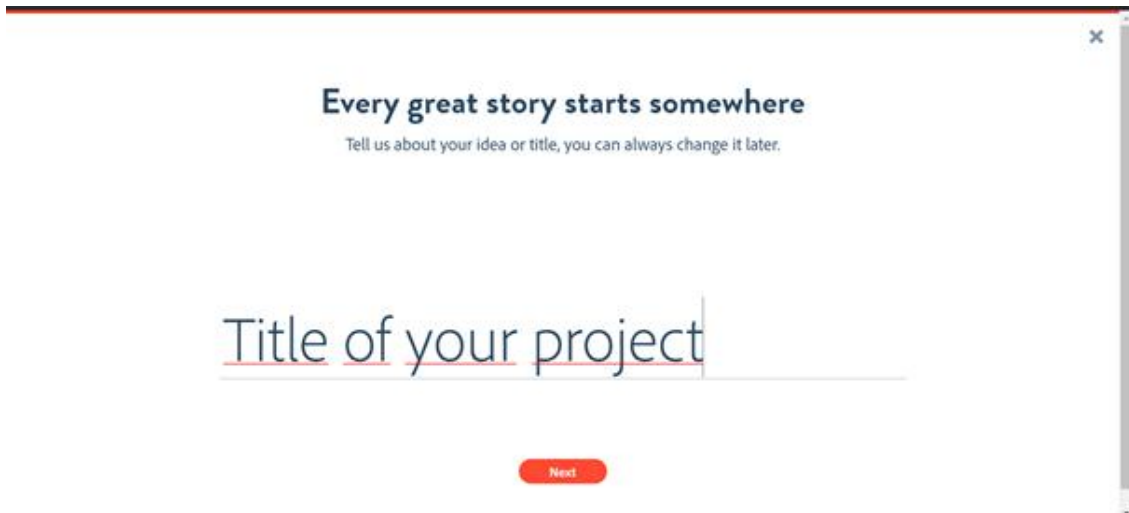 Every great story starts somewhere
Tell us about your idea or title, you can always change it later.
Title of your project
Next